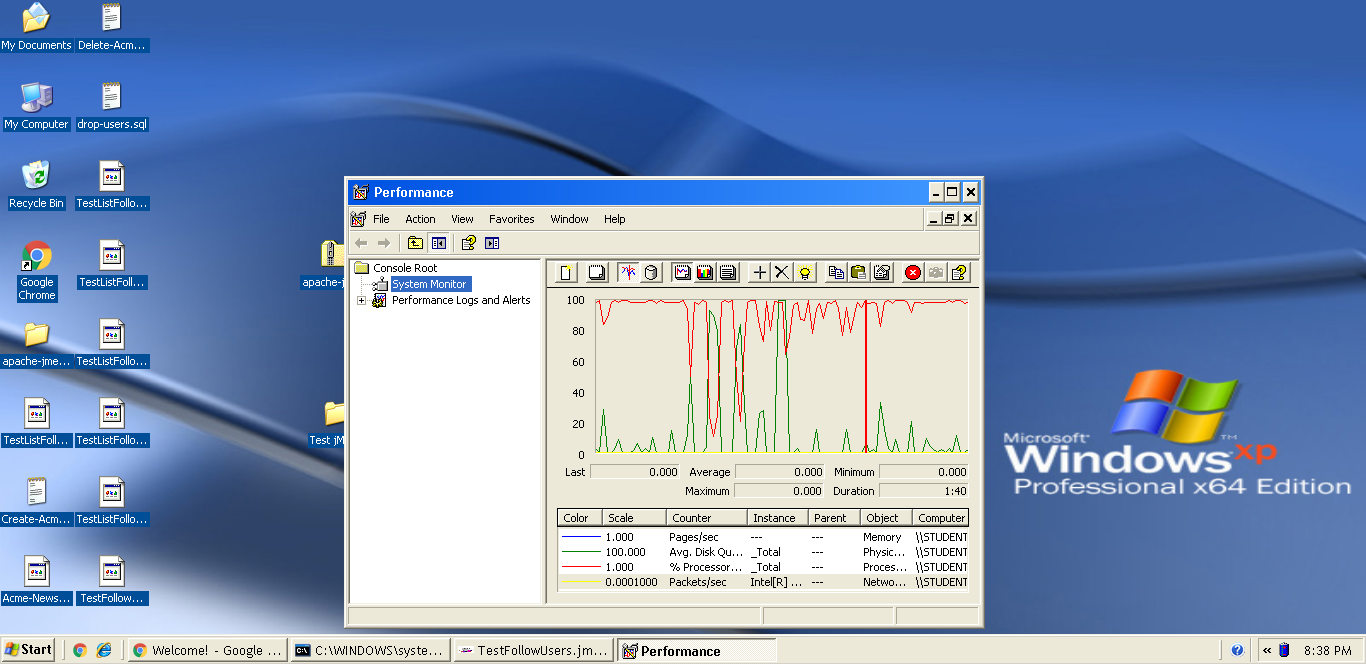 My Documents
Delete-Acm...
My Computer
drop-users.sql
Recycle Bin
TestListFollo...
Google
Chrome
TestListFoll...
apache-j
apache-jme...
TestListFollo...
TestListFoll...
TestListFollo...
Test jM
Create-Acm...
TestListFollo...
Acme-News...
TestFollow...
Performance
File Action View Favorites Window Help
Console Root
System Monitor
Performance Logs and Alerts
100
80
60
40
20
0
Last 0.000 Average 0.000 Minimum 0.000
Maximum 0.000 Duration 1:40
Color Scale Counter Instance Parent Object Computer
1.000 Pages/sec --- --- Memory \\STUDENT
100.000 Avg. Disk Qu... _Total --- Physic... \\STUDENT
1.000 % Processor... _Total --- Proces... \\STUDENT
0.0001000 Packets/sec Intel[R] ... --- Netwo... \\STUDENT
Microsoft®
Windows xp™
Professional x64 Edition
Start
Welcome! - Google ...
C:\WINDOWS\syste...
TestFollowUsers.jm...
Performance
8:38 PM